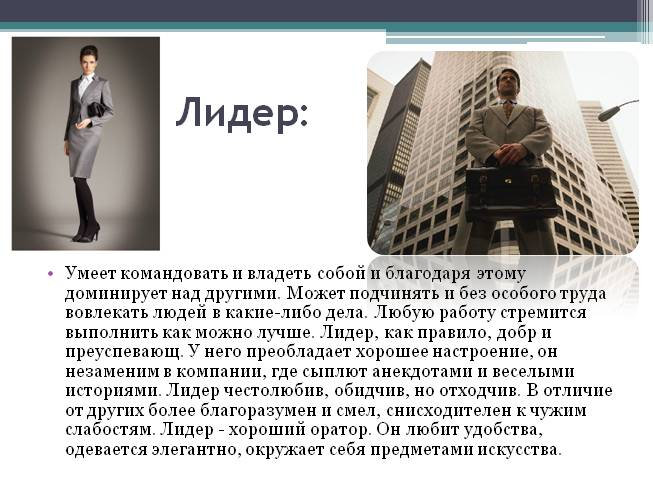 Лидер:
• Умеет командовать и владеть собой и благодаря этому
доминирует над другими. Может подчинять и без особого труда
вовлекать людей в какие-либо дела. Любую работу стремится
выполнить как можно лучше. Лидер, как правило, добр и
преуспевающ. У него преобладает хорошее настроение, он
незаменим в компании, где сыплют анекдотами и веселыми
историями. Лидер честолюбив, обидчив, но отходчив. В отличие
от других более благоразумен и смел, снисходителен к чужим
слабостям. Лидер - хороший оратор. Он любит удобства,
одевается элегантно, окружает себя предметами искусства.